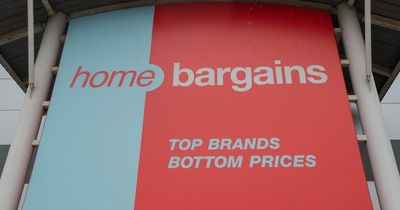 home bargains
TOP BRANDS
BOTTOM PRICES